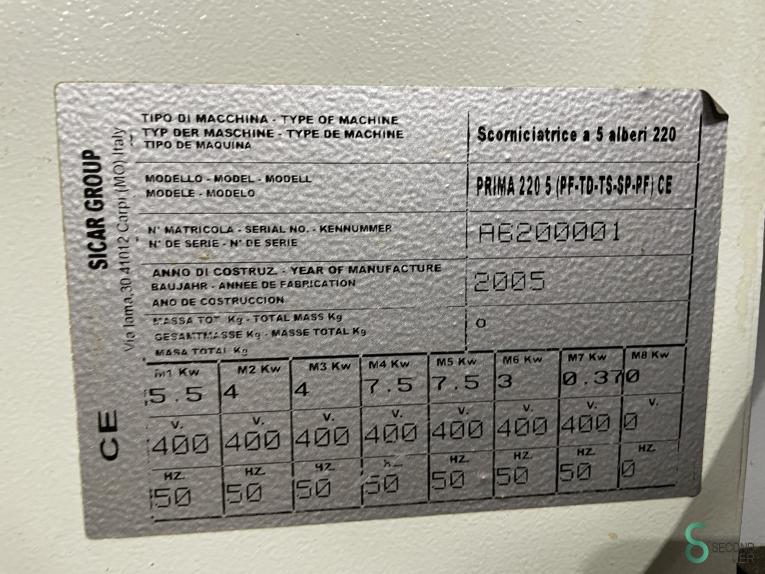 SICAR GROUP
Via lama,30 41012 Carpi (MO) Italy
CE
TIPO DI MACCHINA - TYPE OF MACHINE
TYP DER MASCHINE - TYPE DE MACHINE
TIPO DE MAQUINA
Scorniciatrice a 5 alberi 220
MODELLO - MODEL - MODELL
MODELE - MODELO
PRIMA 220 5 (PF-TD-TS-SP-PF) CE
N° MATRICOLA - SERIAL NO. - KENNUMMER
N° DE SERIE - N° DE SERIE
A6200001
ANNO DI COSTRUZ. - YEAR OF MANUFACTURE
BAUJAHR - ANNEE DE FABRICATION
ANO DE CONSTRUCCION
2005
MASSA TOT Kg - TOTAL MASS Kg
GESAMTMASSE Kg - MASSE TOTAL Kg
MASA TOTAL Kg
0
M1 Kw M2 Kw M3 Kw M4 Kw M5 Kw M6 Kw M7 Kw M8 Kw
5.5 4 4 7.5 7.5 3 0.37 0
V. V. V. V. V. V. V. V.
400 400 400 400 400 400 400 0
HZ. HZ. HZ. HZ. HZ. HZ. HZ.
50 50 50 50 50 50 50 0
SECOND